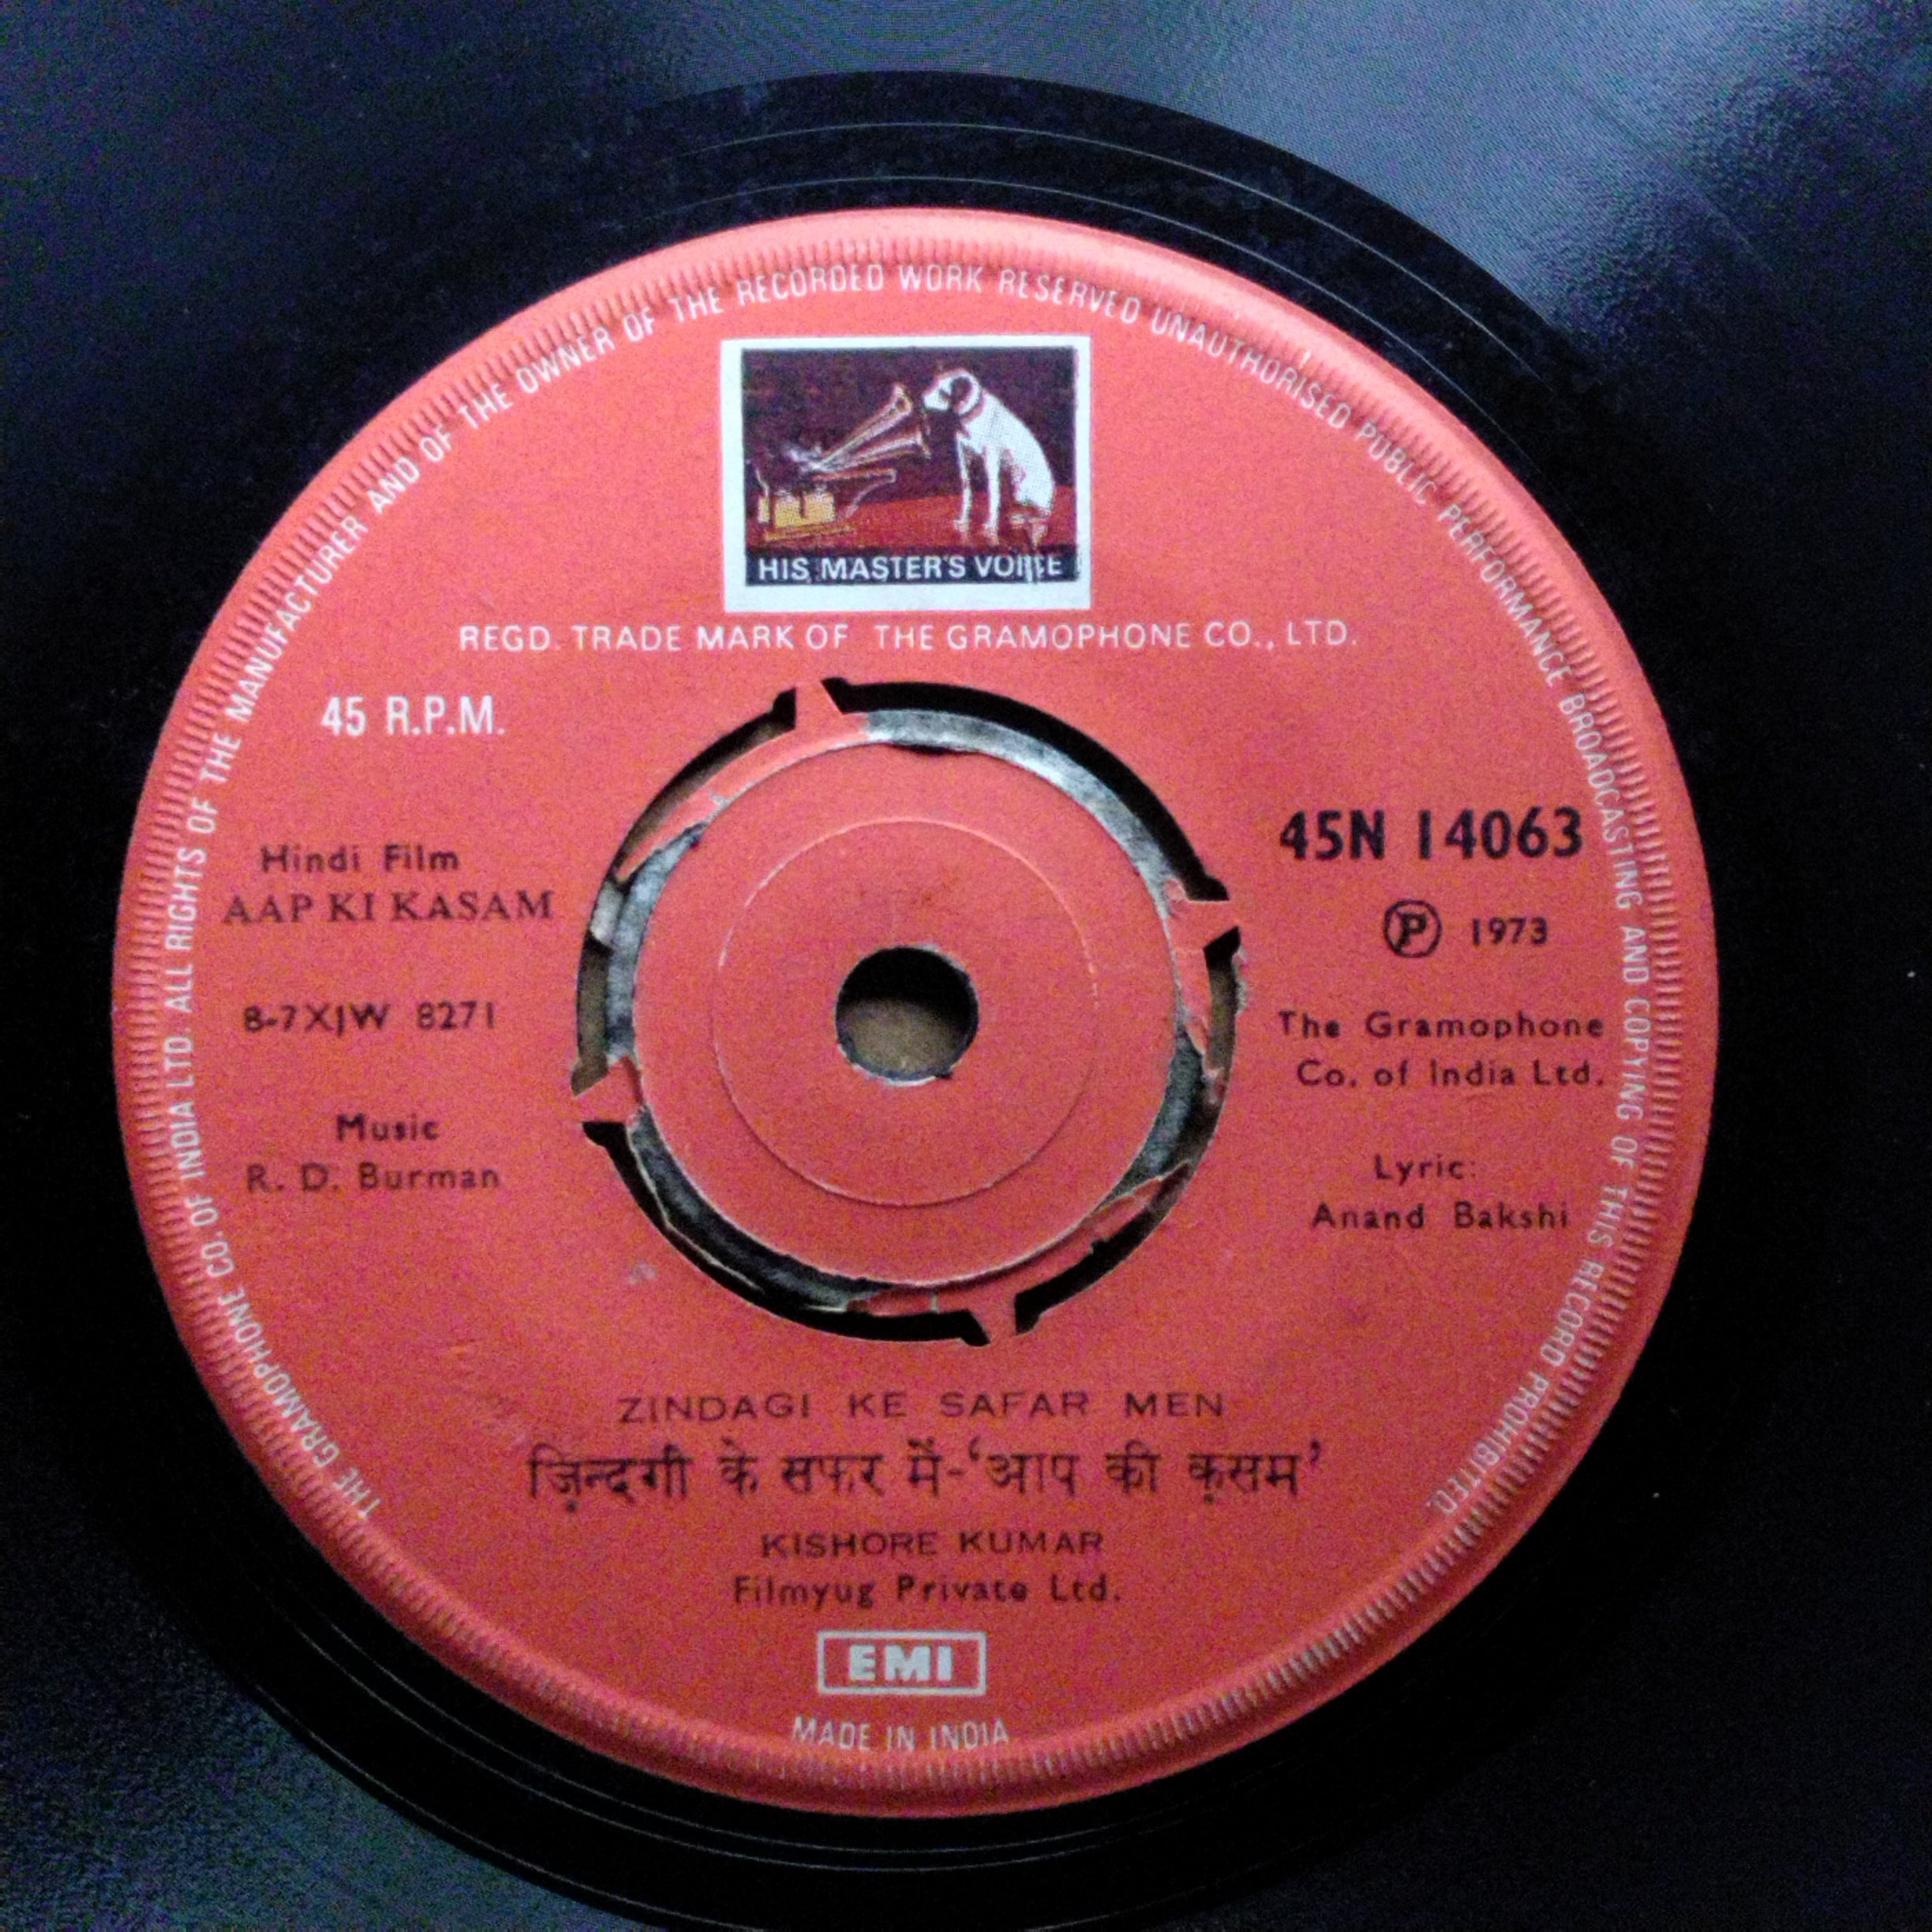 THE GRAMOPHONE CO. OF INDIA LTD. ALL RIGHTS OF THE MANUFACTURER AND OF THE OWNER OF THE RECORDED WORK RESERVED UNAUTHORISED PUBLIC PERFORMANCE BROADCASTING AND COPYING OF THIS RECORD PROHIBITED.
HIS MASTER'S VOICE
REGD. TRADE MARK OF THE GRAMOPHONE CO., LTD.
45 R.P.M.
Hindi Film
AAP KI KASAM
8-7XJW 8271
Music
R. D. Burman
45N 14063
Ⓟ 1973
The Gramophone
Co. of India Ltd.
Lyric:
Anand Bakshi
ZINDAGI KE SAFAR MEN
ज़िन्दगी के सफर में-‘आप की क़सम’
KISHORE KUMAR
Filmyug Private Ltd.
EMI
MADE IN INDIA